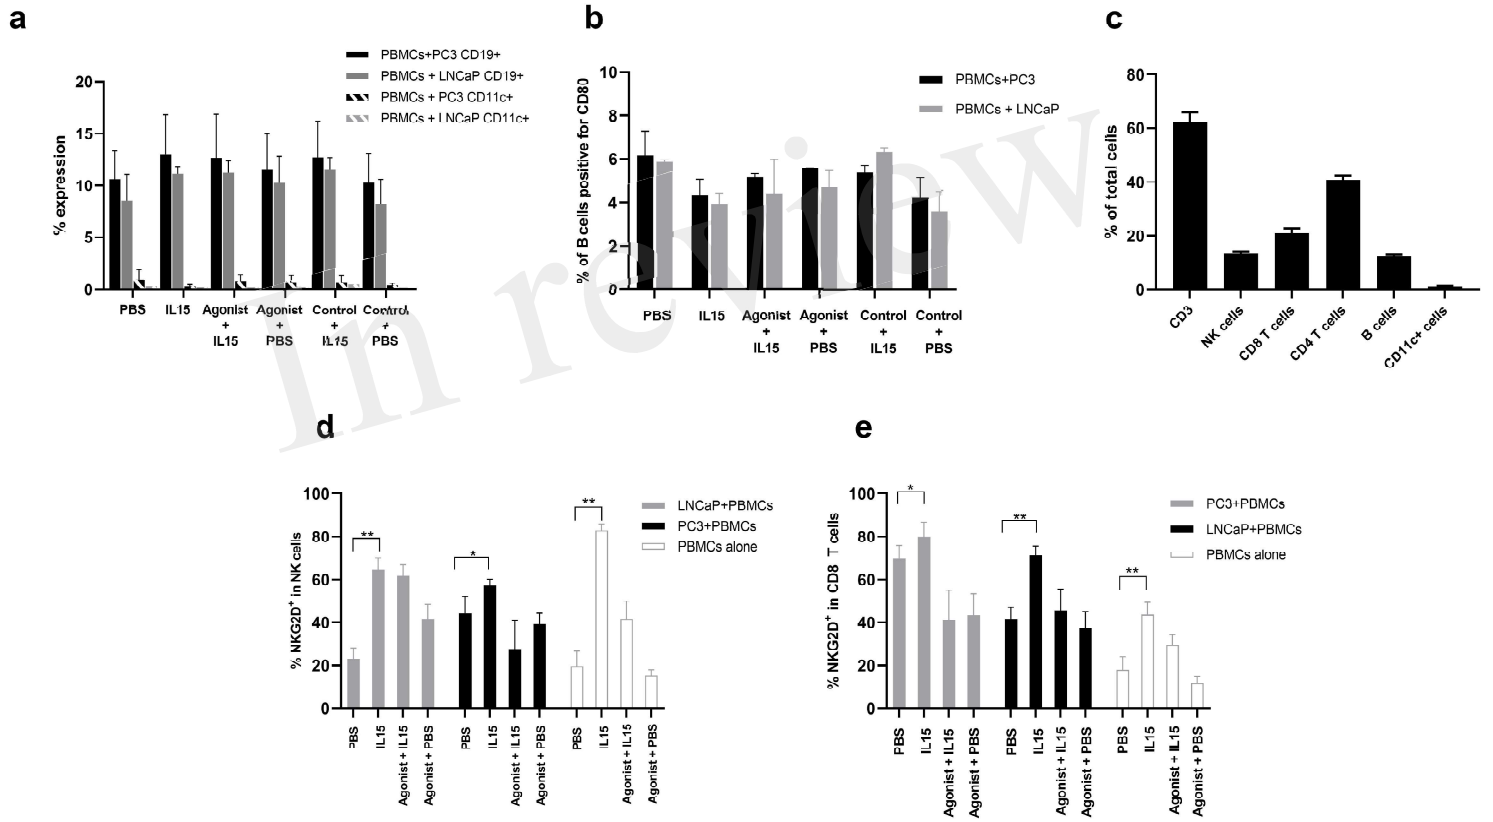 a
PBMCs+PC3 CD19+
PBMCs + LNCaP CD19+
PBMCs + PC3 CD11c+
PBMCs + LNCaP CD11c+
% expression
20
15
10
5
0
PBS
IL15
Agonist + IL15
Agonist + PBS
Control + IL15
Control + PBS
b
PBMCs+PC3
PBMCs + LNCaP
% of B cells positive for CD80
10
8
6
4
2
0
PBS
IL15
Agonist + IL15
Agonist + PBS
Control + IL15
Control + PBS
c
% of total cells
80
60
40
20
0
CD3
NK cells
CD8 T cells
CD4 T cells
B cells
CD11c+ cells
In review
d
LNCaP+PBMCs
PC3+PBMCs
PBMCs alone
% NKG2D+ in NK cells
100
80
60
40
20
0
**
*
**
PBS
IL15
Agonist + IL15
Agonist + PBS
PBS
IL15
Agonist + IL15
Agonist + PBS
PBS
IL15
Agonist + IL15
Agonist + PBS
e
PC3+PBMCs
LNCaP+PBMCs
PBMCs alone
% NKG2D+ in CD8 T cells
100
80
60
40
20
0
*
**
**
PBS
IL15
Agonist + IL15
Agonist + PBS
PBS
IL15
Agonist + IL15
Agonist + PBS
PBS
IL15
Agonist + IL15
Agonist + PBS